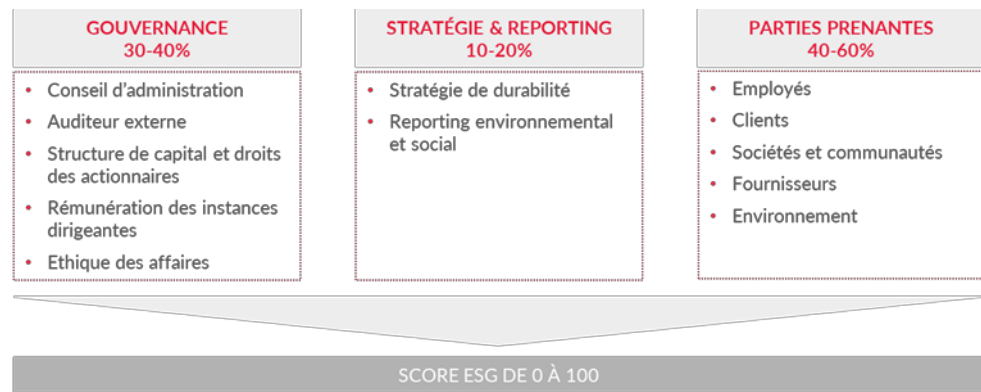 GOUVERNANCE
30-40%
• Conseil d'administration
• Auditeur externe
• Structure de capital et droits
des actionnaires
• Rémunération des instances
dirigeantes
• Ethique des affaires
STRATÉGIE & REPORTING
10-20%
• Stratégie de durabilité
• Reporting environnemental
et social
PARTIES PRENANTES
40-60%
• Employés
• Clients
• Sociétés et communautés
• Fournisseurs
• Environnement
SCORE ESG DE 0 À 100